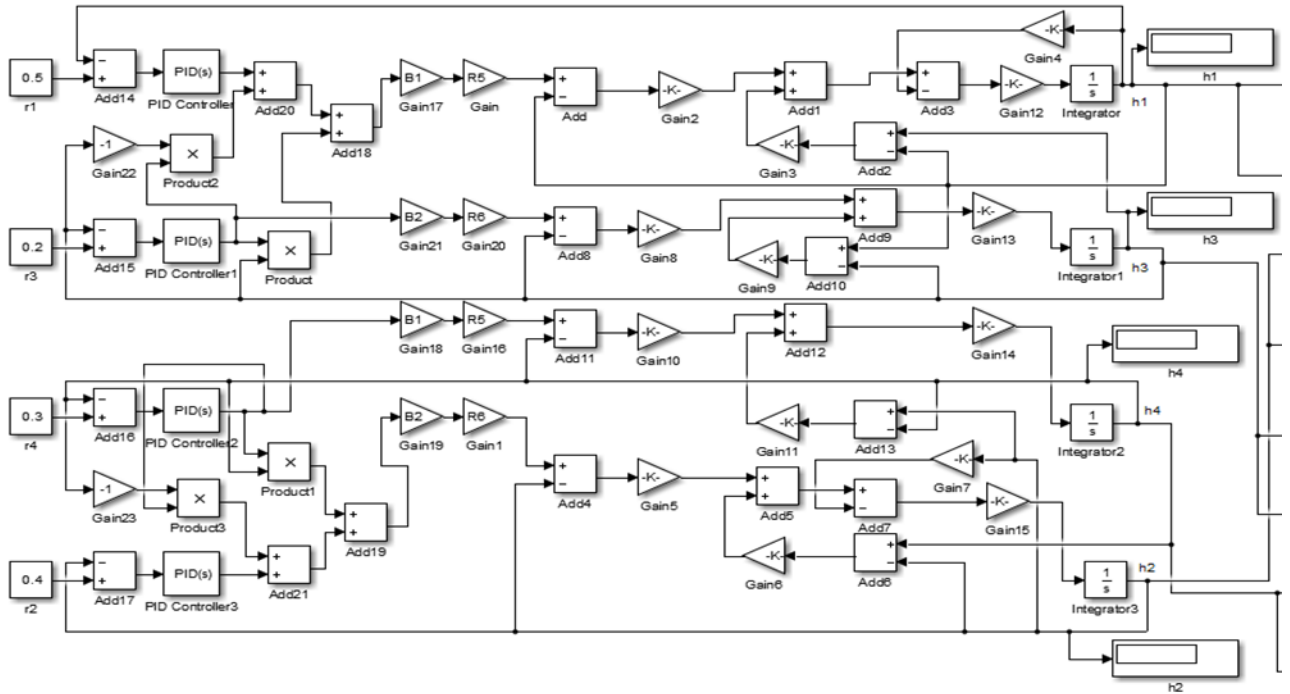 0.5
r1
−
+
Add14
PID(s)
PID Controller
+
+
Add20
+
+
Add18
B1
Gain17
R5
Gain
+
−
Add
-K-
Gain2
+
+
Add1
+
−
Add3
-K-
Gain4
-K-
Gain12
1
s
Integrator
h1
h1
-1
Gain22
×
Product2
-K-
Gain3
+
−
Add2
0.2
r3
−
+
Add15
PID(s)
PID Controller1
×
Product
B2
Gain21
R6
Gain20
+
−
Add8
-K-
Gain8
+
+
Add9
-K-
Gain9
+
−
Add10
-K-
Gain13
1
s
Integrator1
h3
h3
B1
Gain18
R5
Gain16
+
−
Add11
-K-
Gain10
+
+
Add12
-K-
Gain14
h4
0.3
r4
−
+
Add16
PID(s)
PID Controller2
×
Product1
B2
Gain19
R6
Gain1
-K-
Gain11
+
−
Add13
1
s
Integrator2
h4
-1
Gain23
×
Product3
+
+
Add19
+
−
Add4
-K-
Gain5
+
+
Add5
+
−
Add7
-K-
Gain7
-K-
Gain15
0.4
r2
−
+
Add17
PID(s)
PID Controller3
+
+
Add21
-K-
Gain6
+
−
Add6
1
s
Integrator3
h2
h2